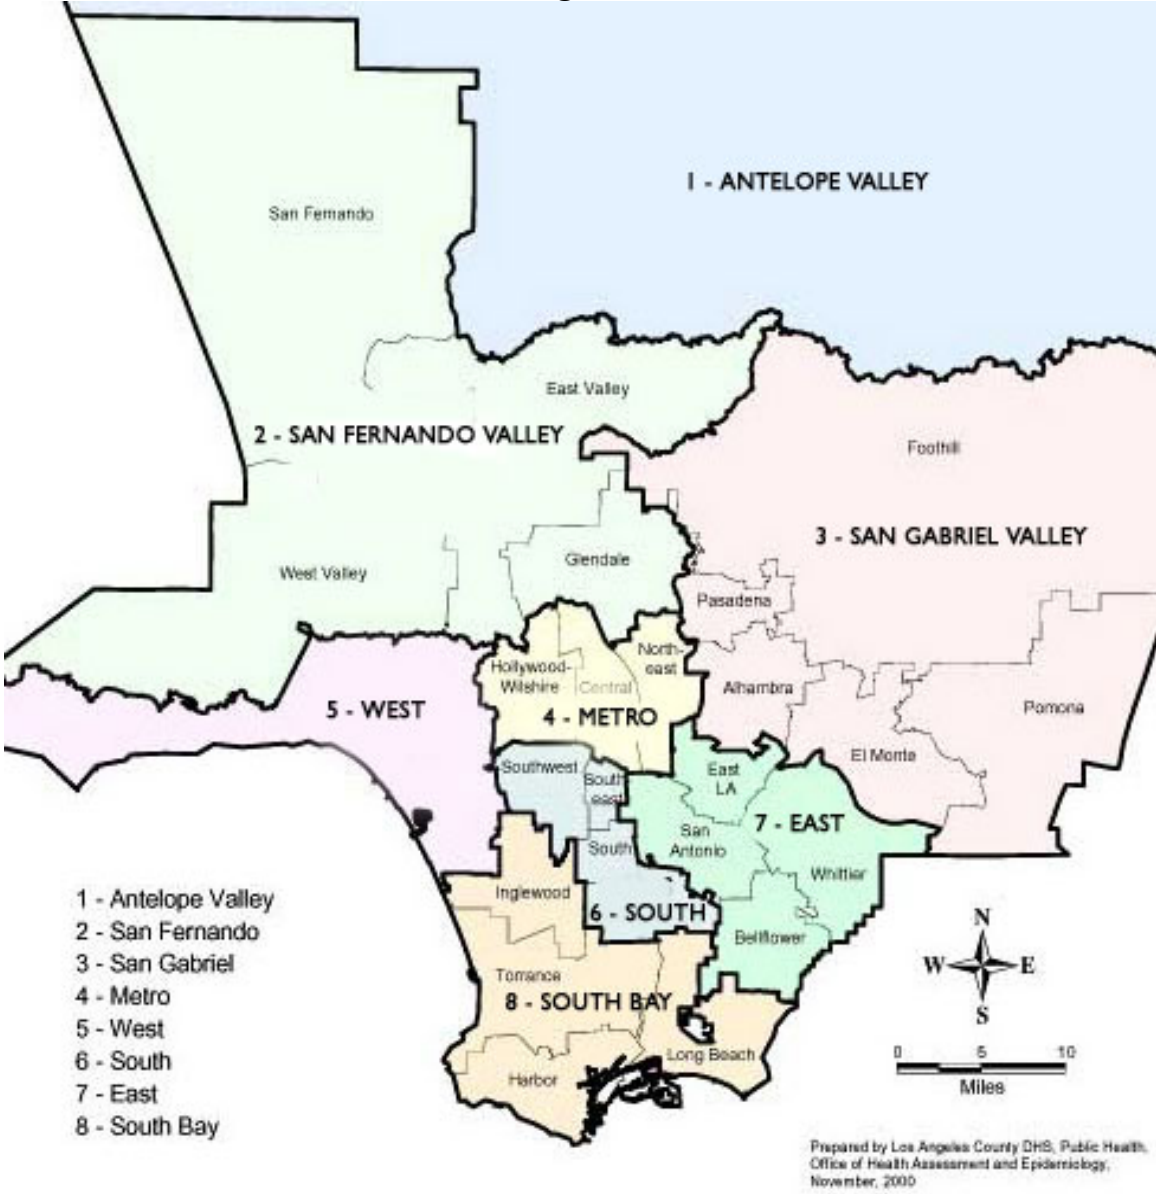 1 - ANTELOPE VALLEY
San Fernando
East Valley
2 - SAN FERNANDO VALLEY
Foothill
3 - SAN GABRIEL VALLEY
Glendale
West Valley
Pasadena
North-
east
Hollywood-
Wilshire
Central
Alhambra
5 - WEST
4 - METRO
Pomona
El Monte
Southwest
South
east
East
LA
7 - EAST
San
Antonio
South
Whittier
Inglewood
6 - SOUTH
Bellflower
Torrance
8 - SOUTH BAY
Long Beach
Harbor
1 - Antelope Valley
2 - San Fernando
3 - San Gabriel
4 - Metro
5 - West
6 - South
7 - East
8 - South Bay
N
W E
S
0 5 10
Miles
Prepared by Los Angeles County DHS, Public Health,
Office of Health Assessment and Epidemiology,
November, 2000